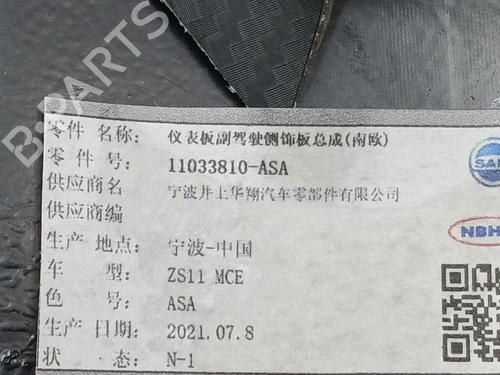 零件 名称: 仪表板副驾驶侧饰板总成(南欧)
零 件 号: 11033810-ASA
供应商名 宁波井上华翔汽车零部件有限公司
供应商编
生产 地点: 宁波-中国
车 型: ZS11 MCE
色 号: ASA
生产 日期: 2021.07.8
状 态: N-1
NBH
B-PARTS